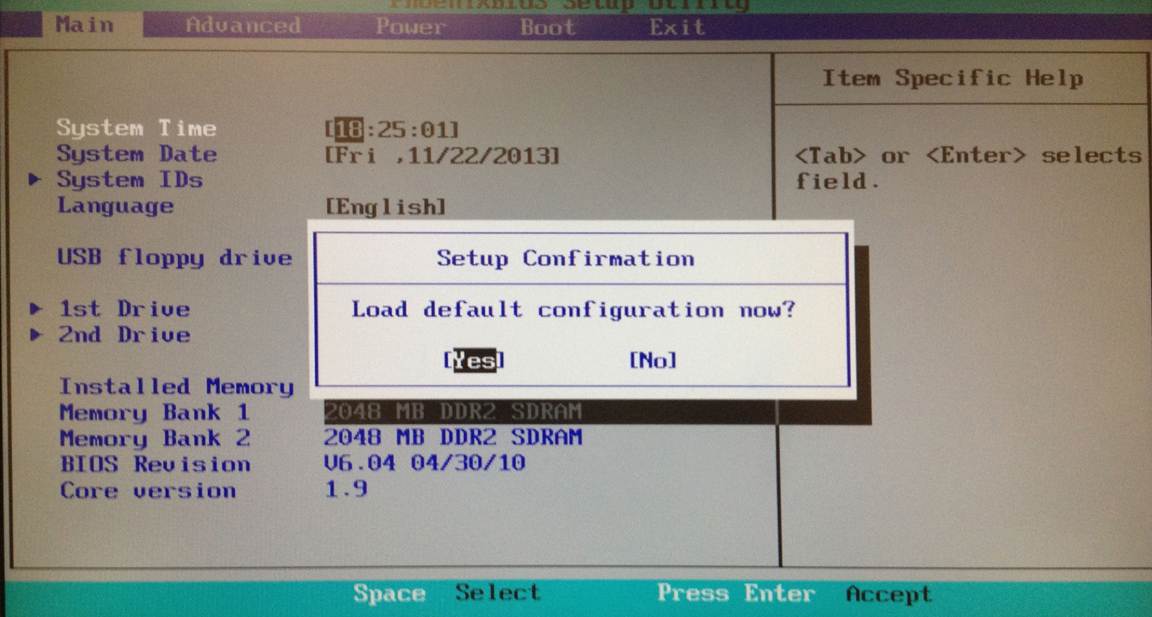 PhoenixBIOS Setup Utility
Main Advanced Power Boot Exit
Item Specific Help
System Time [18:25:01]
System Date [Fri ,11/22/2013]
<Tab> or <Enter> selects
field.
System IDs
Language [English]
USB floppy drive
Setup Confirmation
Load default configuration now?
[Yes] [No]
1st Drive
2nd Drive
Installed Memory
Memory Bank 1 2048 MB DDR2 SDRAM
Memory Bank 2 2048 MB DDR2 SDRAM
BIOS Revision V6.04 04/30/10
Core version 1.9
Space Select Press Enter Accept